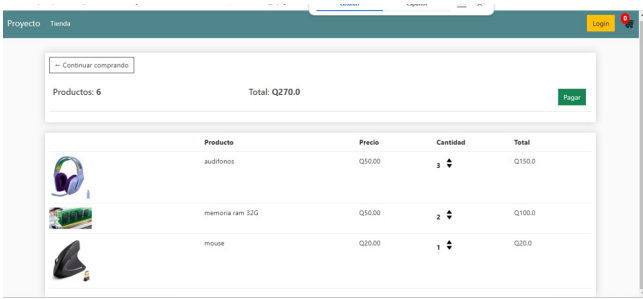 Proyecto Tienda Login 0
← Continuar comprando
Productos: 6 Total: Q270.0 Pagar
Producto Precio Cantidad Total
audifonos Q50.00 3 Q150.0
memoria ram 32G Q50.00 2 Q100.0
mouse Q20.00 1 Q20.0